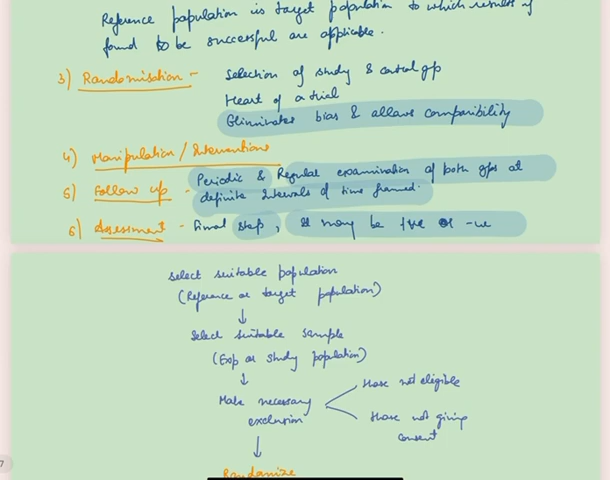 Reference population is target population to which results if
found to be successful are applicable.
3) Randomisation - Selection of study & control gp
Heart of a trial
Eliminates bias & allows comparibility
4) Manipulation / Interventions
5) Follow up - Periodic & Regular examination of both gps at
definite intervals of time framed.
6) Assessment - Final step, It may be +ve or -ve
Select suitable population
(Reference or target population)
↓
Select suitable sample
(Exp or study population)
↓
Make necessary
exclusion
Those not eligible
Those not giving
consent
↓
Randomize
7